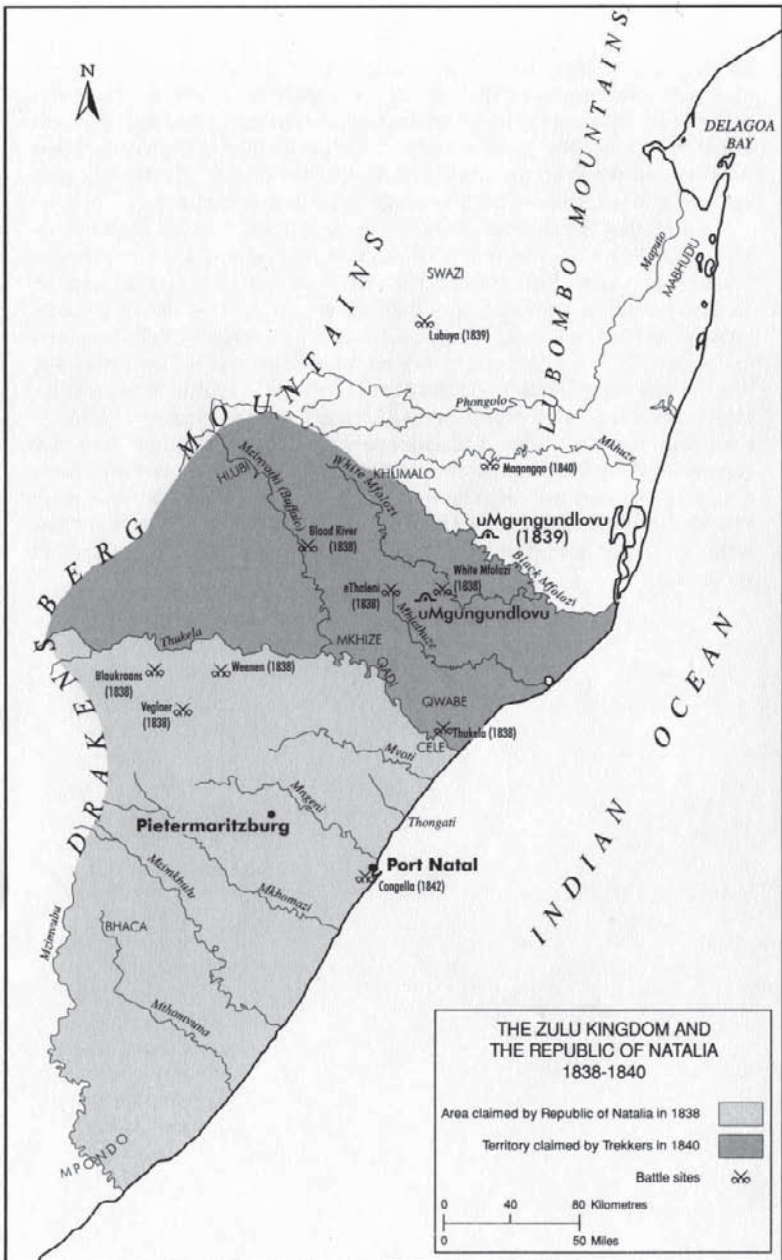 N
DELAGOA
BAY
LUBOMBO MOUNTAINS
Maputo
MABHUDU
SWAZI
Lubuya (1839)
DRAKENSBERG MOUNTAINS
Phongolo
Mkhuze
Maqongqo (1840)
KHUMALO
HLUBI
Mzinyathi (Buffalo)
White Mfolozi
uMgungundlovu
(1839)
Black Mfolozi
Blood River
(1838)
White Mfolozi
(1838)
eThaleni
(1838)
uMgungundlovu
Mhlathuze
Thukela
MKHIZE
QADI
QWABE
Blaukraans
(1838)
Weenen (1838)
Veglaer
(1838)
Thukela (1838)
CELE
Mvoti
Mngeni
Thongati
Pietermaritzburg
Port Natal
Congella (1842)
Mkhomazi
Mzimkhulu
Mzimvubu
BHACA
Mthamvuna
MPONDO
INDIAN OCEAN
THE ZULU KINGDOM AND
THE REPUBLIC OF NATALIA
1838-1840
Area claimed by Republic of Natalia in 1838
Territory claimed by Trekkers in 1840
Battle sites
0 40 80 Kilometres
0 50 Miles